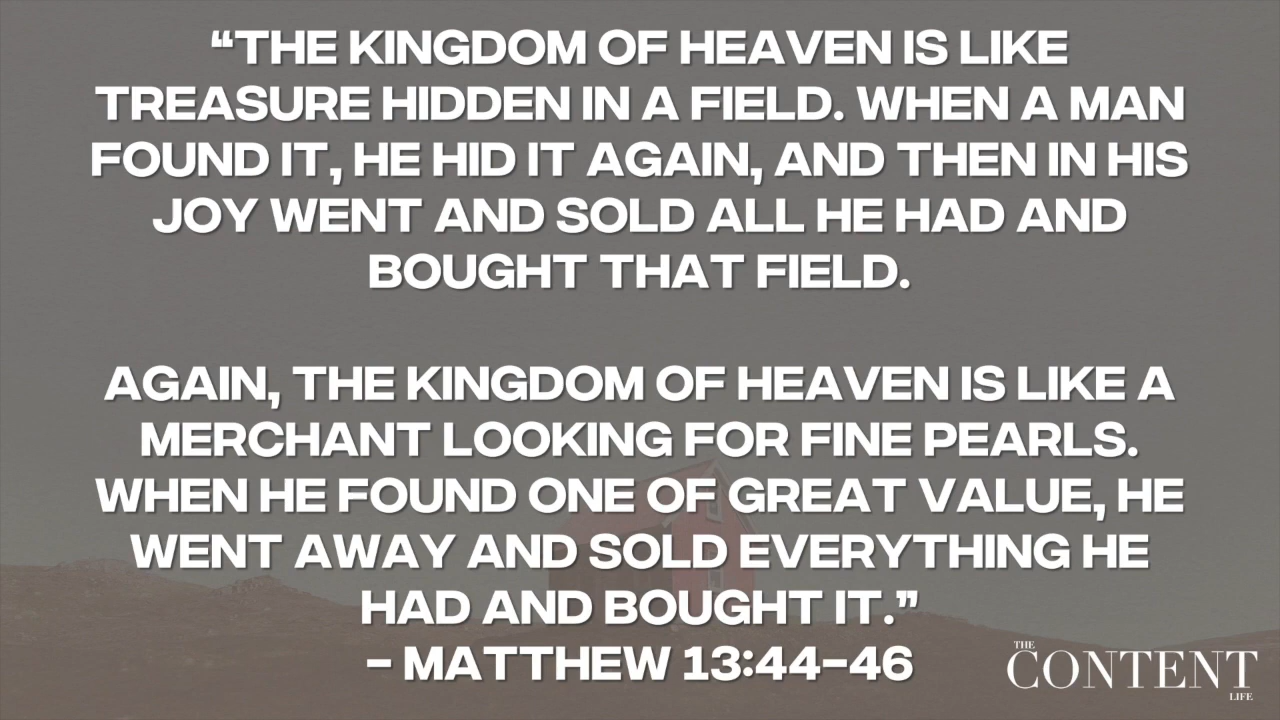 “THE KINGDOM OF HEAVEN IS LIKE
TREASURE HIDDEN IN A FIELD. WHEN A MAN
FOUND IT, HE HID IT AGAIN, AND THEN IN HIS
JOY WENT AND SOLD ALL HE HAD AND
BOUGHT THAT FIELD.
AGAIN, THE KINGDOM OF HEAVEN IS LIKE A
MERCHANT LOOKING FOR FINE PEARLS.
WHEN HE FOUND ONE OF GREAT VALUE, HE
WENT AWAY AND SOLD EVERYTHING HE
HAD AND BOUGHT IT.”
– MATTHEW 13:44–46
THE
CONTENT
LIFE